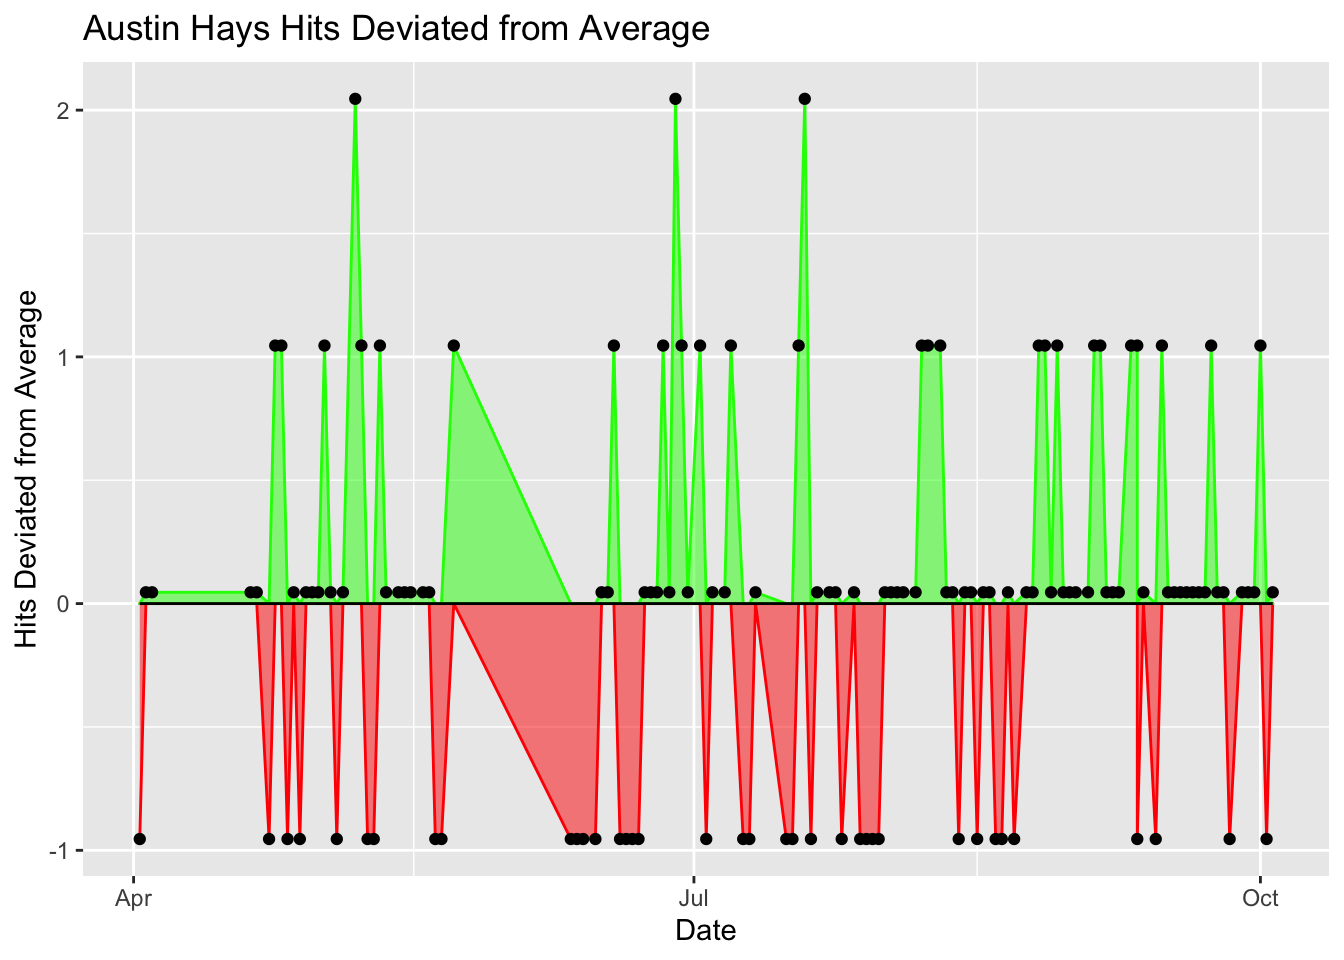 Austin Hays Hits Deviated from Average
Hits Deviated from Average
2
1
0
-1
Apr
Jul
Oct
Date